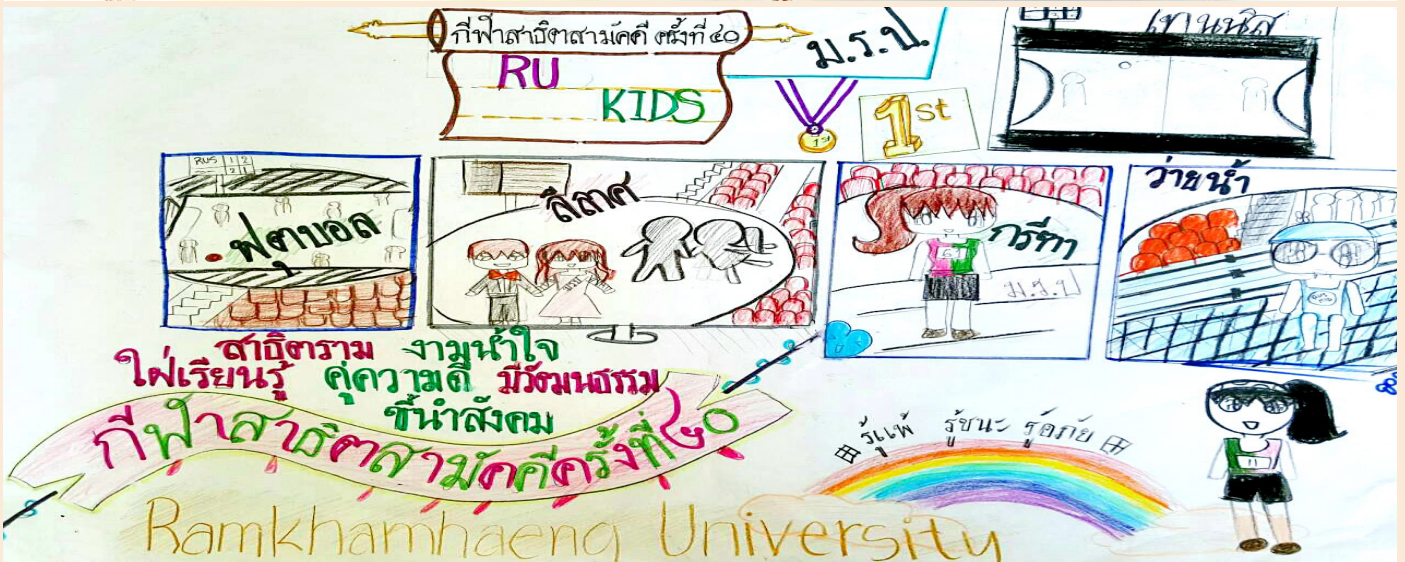 กีฬาสาธิตสามัคคี ครั้งที่ ๔๐
RU
KIDS
ม.ร.ป.
1st
เทนนิส
RUS 1 2
2 1
ฟุตบอล
ลีลาศ
กรีฑา
ม.ร.ป
ว่ายน้ำ
สาธิตราม งามน้ำใจ
ใฝ่เรียนรู้ คู่ความดี มีวัฒนธรรม
ชี้นำสังคม
กีฬาสาธิตสามัคคีครั้งที่ ๔๐
รู้แพ้ รู้ชนะ รู้อภัย
11
Ramkhamhaeng University